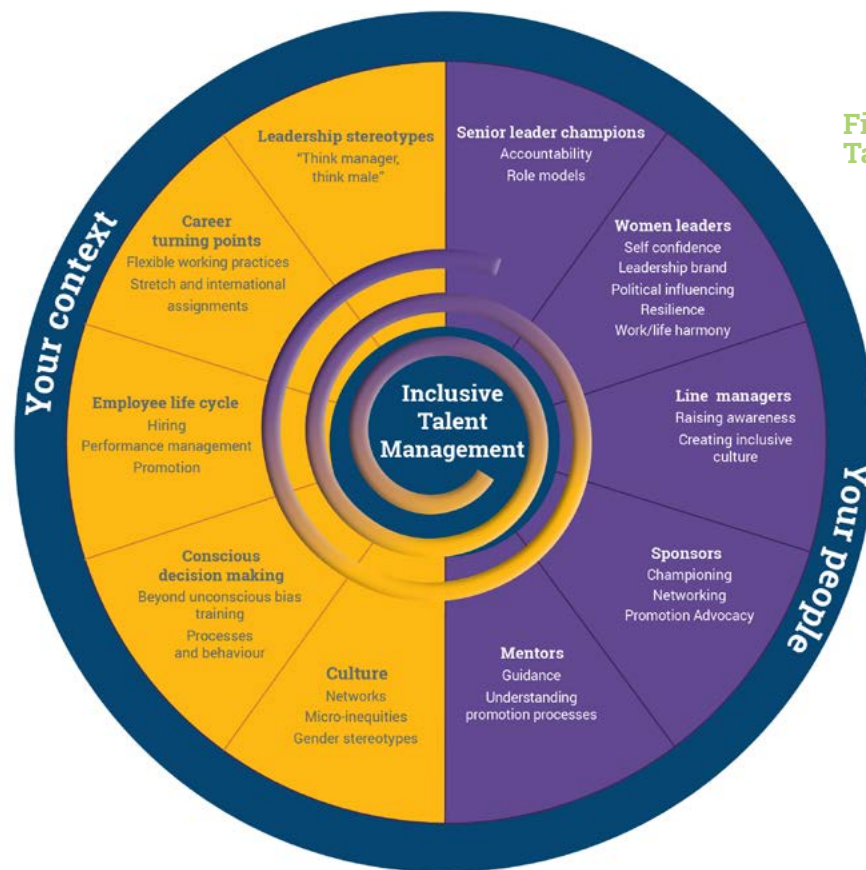 Leadership stereotypes
"Think manager,
think male"
Career
turning points
Flexible working practices
Stretch and international
assignments
Employee life cycle
Hiring
Performance management
Promotion
Conscious
decision making
Beyond unconscious bias
training
Processes
and behaviour
Culture
Networks
Micro-inequities
Gender stereotypes
Your context
Inclusive
Talent
Management
Senior leader champions
Accountability
Role models
Women leaders
Self confidence
Leadership brand
Political influencing
Resilience
Work/life harmony
Line managers
Raising awareness
Creating inclusive
culture
Sponsors
Championing
Networking
Promotion Advocacy
Mentors
Guidance
Understanding
promotion processes
Your people